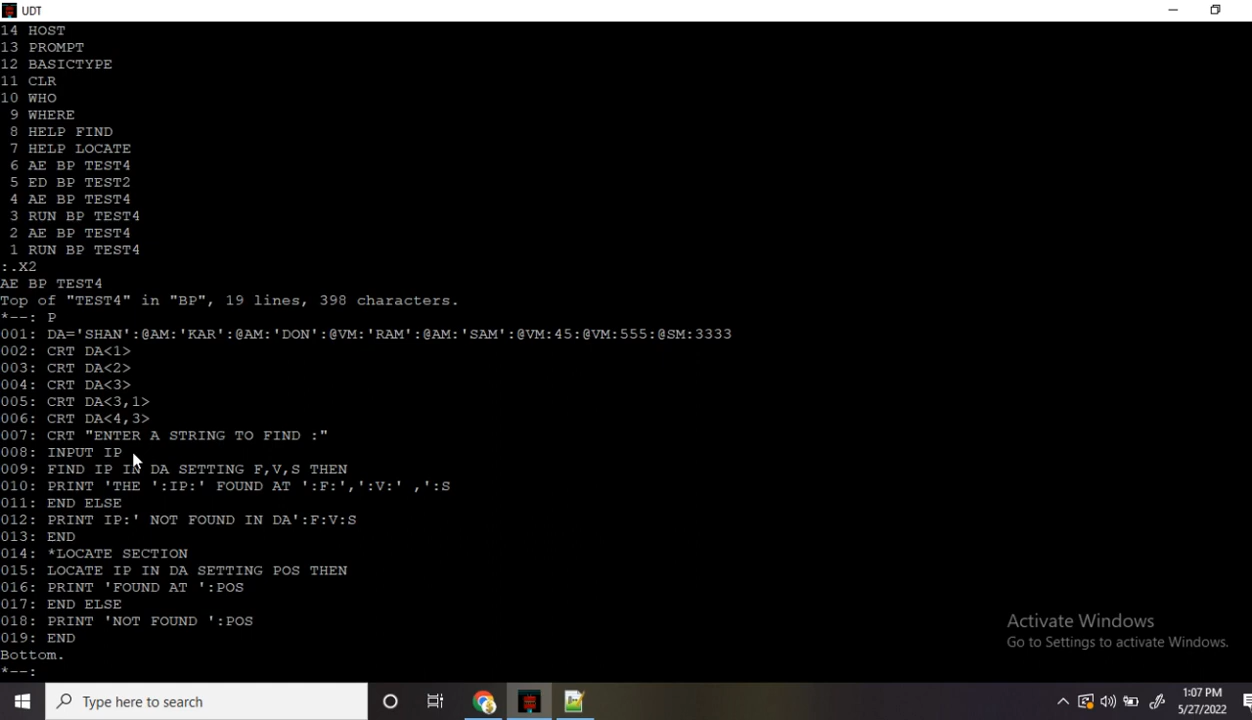 UDT
14 HOST
13 PROMPT
12 BASICTYPE
11 CLR
10 WHO
9 WHERE
8 HELP FIND
7 HELP LOCATE
6 AE BP TEST4
5 ED BP TEST2
4 AE BP TEST4
3 RUN BP TEST4
2 AE BP TEST4
1 RUN BP TEST4
:.X2
AE BP TEST4
Top of "TEST4" in "BP", 19 lines, 398 characters.
*--: P
001: DA='SHAN':@AM:'KAR':@AM:'DON':@VM:'RAM':@AM:'SAM':@VM:45:@VM:555:@SM:3333
002: CRT DA<1>
003: CRT DA<2>
004: CRT DA<3>
005: CRT DA<3,1>
006: CRT DA<4,3>
007: CRT "ENTER A STRING TO FIND :"
008: INPUT IP
009: FIND IP IN DA SETTING F,V,S THEN
010: PRINT 'THE ':IP:' FOUND AT ':F:',':V:' ,':S
011: END ELSE
012: PRINT IP:' NOT FOUND IN DA':F:V:S
013: END
014: *LOCATE SECTION
015: LOCATE IP IN DA SETTING POS THEN
016: PRINT 'FOUND AT ':POS
017: END ELSE
018: PRINT 'NOT FOUND ':POS
019: END
Bottom.
*--:
Activate Windows
Go to Settings to activate Windows.
Type here to search
1:07 PM
5/27/2022